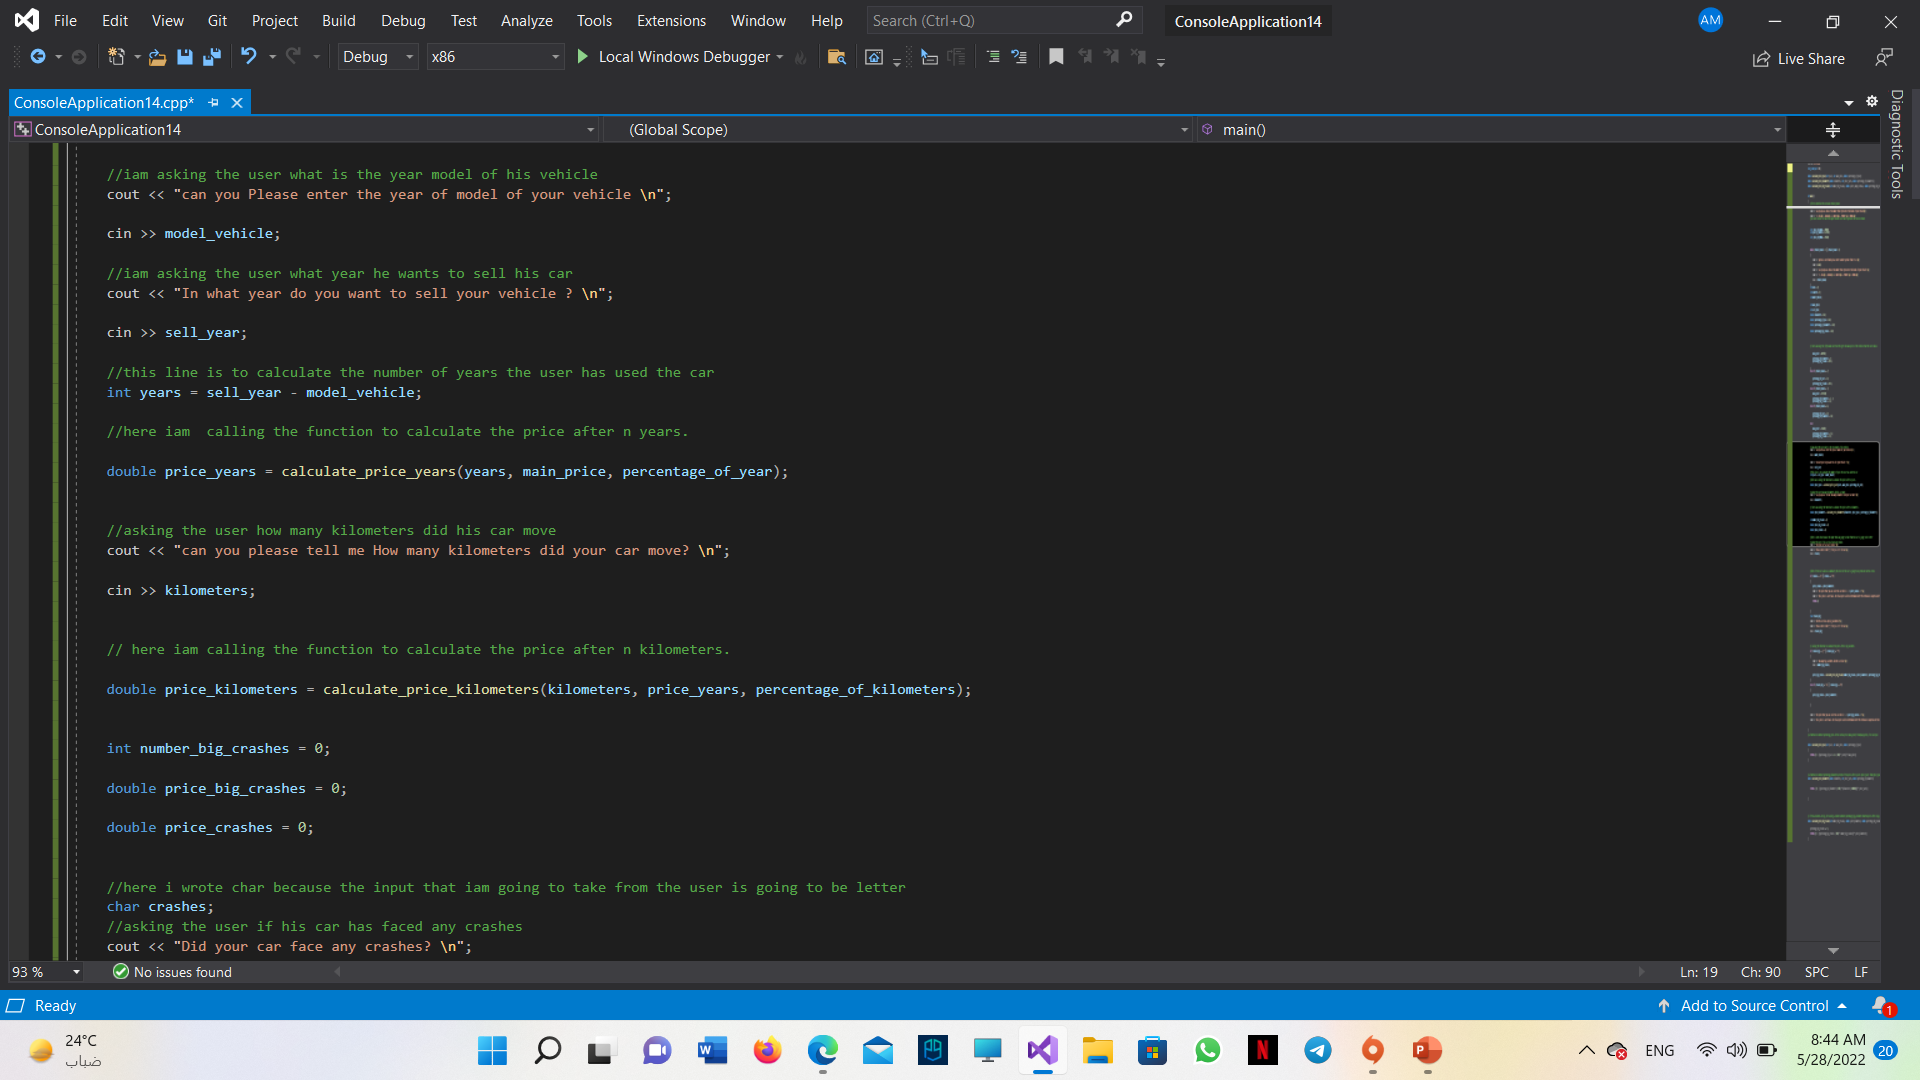 File Edit View Git Project Build Debug Test Analyze Tools Extensions Window Help Search (Ctrl+Q) ConsoleApplication14 AM
Debug x86 Local Windows Debugger Live Share
ConsoleApplication14.cpp*
ConsoleApplication14 (Global Scope) main()
Diagnostic Tools
//iam asking the user what is the year model of his vehicle
cout << "can you Please enter the year of model of your vehicle \n";
cin >> model_vehicle;
//iam asking the user what year he wants to sell his car
cout << "In what year do you want to sell your vehicle ? \n";
cin >> sell_year;
//this line is to calculate the number of years the user has used the car
int years = sell_year - model_vehicle;
//here iam  calling the function to calculate the price after n years.
double price_years = calculate_price_years(years, main_price, percentage_of_year);
//asking the user how many kilometers did his car move
cout << "can you please tell me How many kilometers did your car move? \n";
cin >> kilometers;
// here iam calling the function to calculate the price after n kilometers.
double price_kilometers = calculate_price_kilometers(kilometers, price_years, percentage_of_kilometers);
int number_big_crashes = 0;
double price_big_crashes = 0;
double price_crashes = 0;
//here i wrote char because the input that iam going to take from the user is going to be letter
char crashes;
//asking the user if his car has faced any crashes
cout << "Did your car face any crashes? \n";
93 % No issues found Ln: 19 Ch: 90 SPC LF
Ready Add to Source Control 1
24°C
ضباب
ENG
8:44 AM
5/28/2022
20